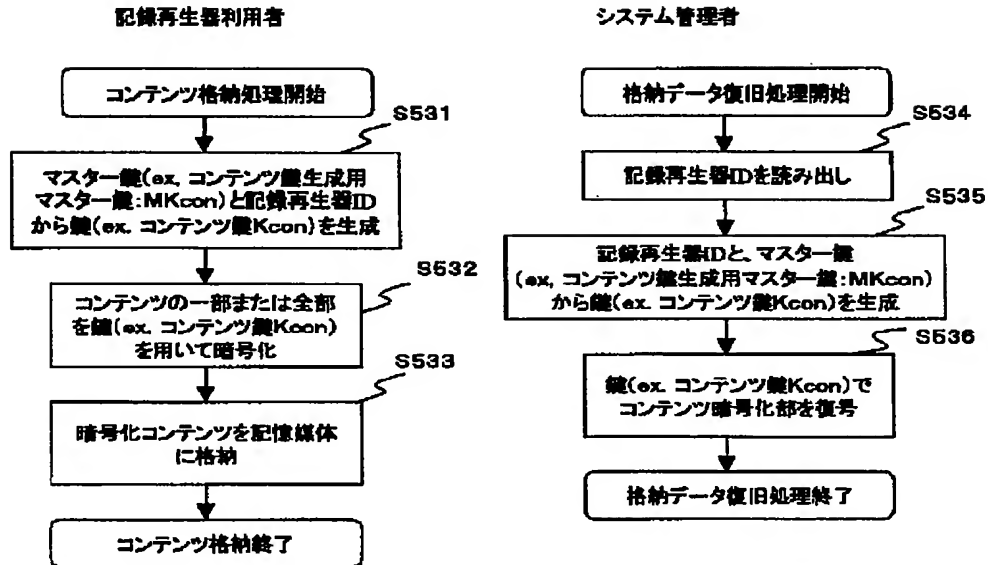 記録再生器利用者
コンテンツ格納処理開始
S531
マスター鍵(ex, コンテンツ鍵生成用
マスター鍵:MKcon)と記録再生器ID
から鍵(ex. コンテンツ鍵Kcon)を生成
S532
コンテンツの一部または全部
を鍵(ex. コンテンツ鍵Kcon)
を用いて暗号化
S533
暗号化コンテンツを記憶媒体
に格納
コンテンツ格納終了
システム管理者
格納データ復旧処理開始
S534
記録再生器IDを読み出し
S535
記録再生器IDと、マスター鍵
(ex, コンテンツ鍵生成用マスター鍵:MKcon)
から鍵(ex. コンテンツ鍵Kcon)を生成
S536
鍵(ex. コンテンツ鍵Kcon)で
コンテンツ暗号化部を復号
格納データ復旧処理終了